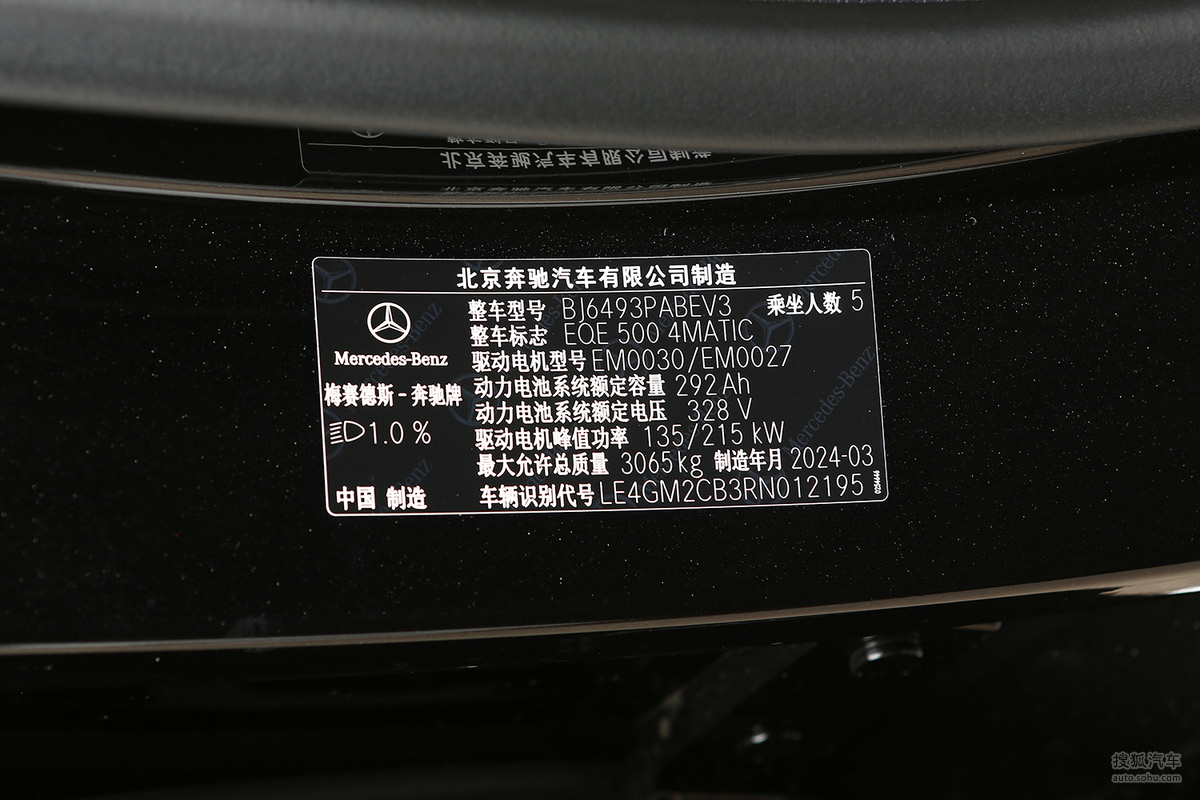 北京奔驰汽车有限公司制造
整车型号 BJ6493PABEV3 乘坐人数 5
整车标志 EQE 500 4MATIC
驱动电机型号 EM0030/EM0027
Mercedes-Benz
动力电池系统额定容量 292 Ah
梅赛德斯-奔驰牌
动力电池系统额定电压 328 V
1.0 %
驱动电机峰值功率 135/215 kW
最大允许总质量 3065 kg 制造年月 2024-03
中国 制造
车辆识别代号 LE4GM2CB3RN012195
搜狐汽车
auto.sohu.com